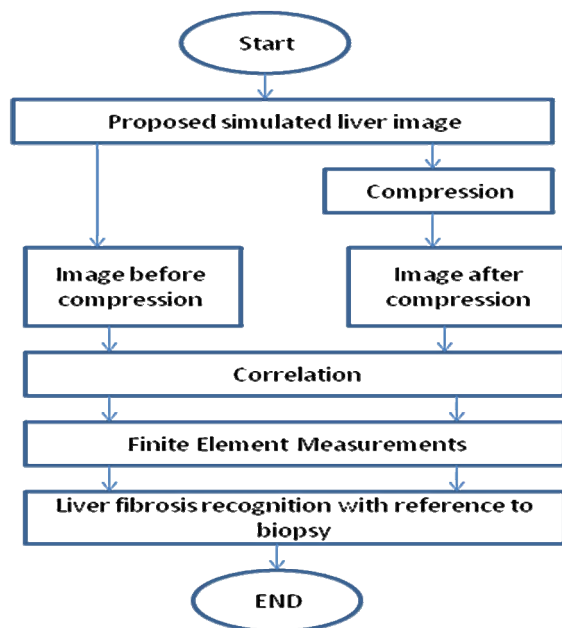 Start
Proposed simulated liver image
Compression
Image before
compression
Image after
compression
Correlation
Finite Element Measurements
Liver fibrosis recognition with reference to
biopsy
END